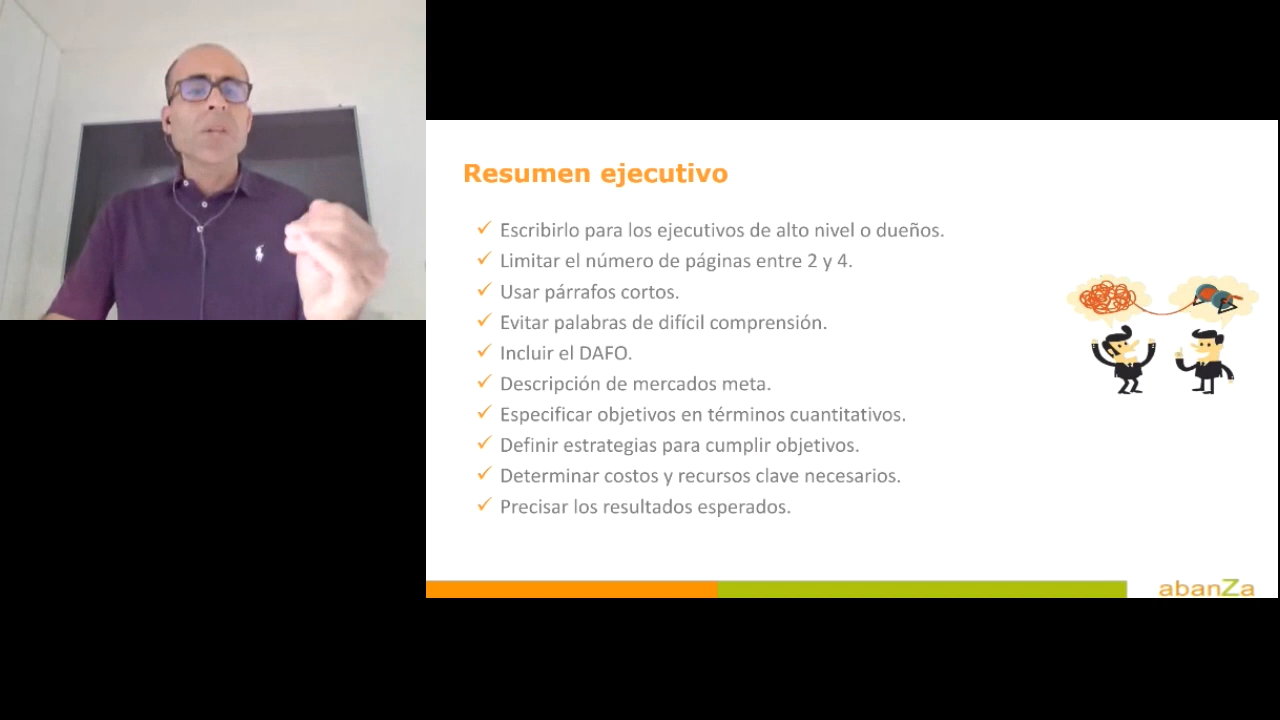 Resumen ejecutivo
✓ Escribirlo para los ejecutivos de alto nivel o dueños.
✓ Limitar el número de páginas entre 2 y 4.
✓ Usar párrafos cortos.
✓ Evitar palabras de difícil comprensión.
✓ Incluir el DAFO.
✓ Descripción de mercados meta.
✓ Especificar objetivos en términos cuantitativos.
✓ Definir estrategias para cumplir objetivos.
✓ Determinar costos y recursos clave necesarios.
✓ Precisar los resultados esperados.
abanZa